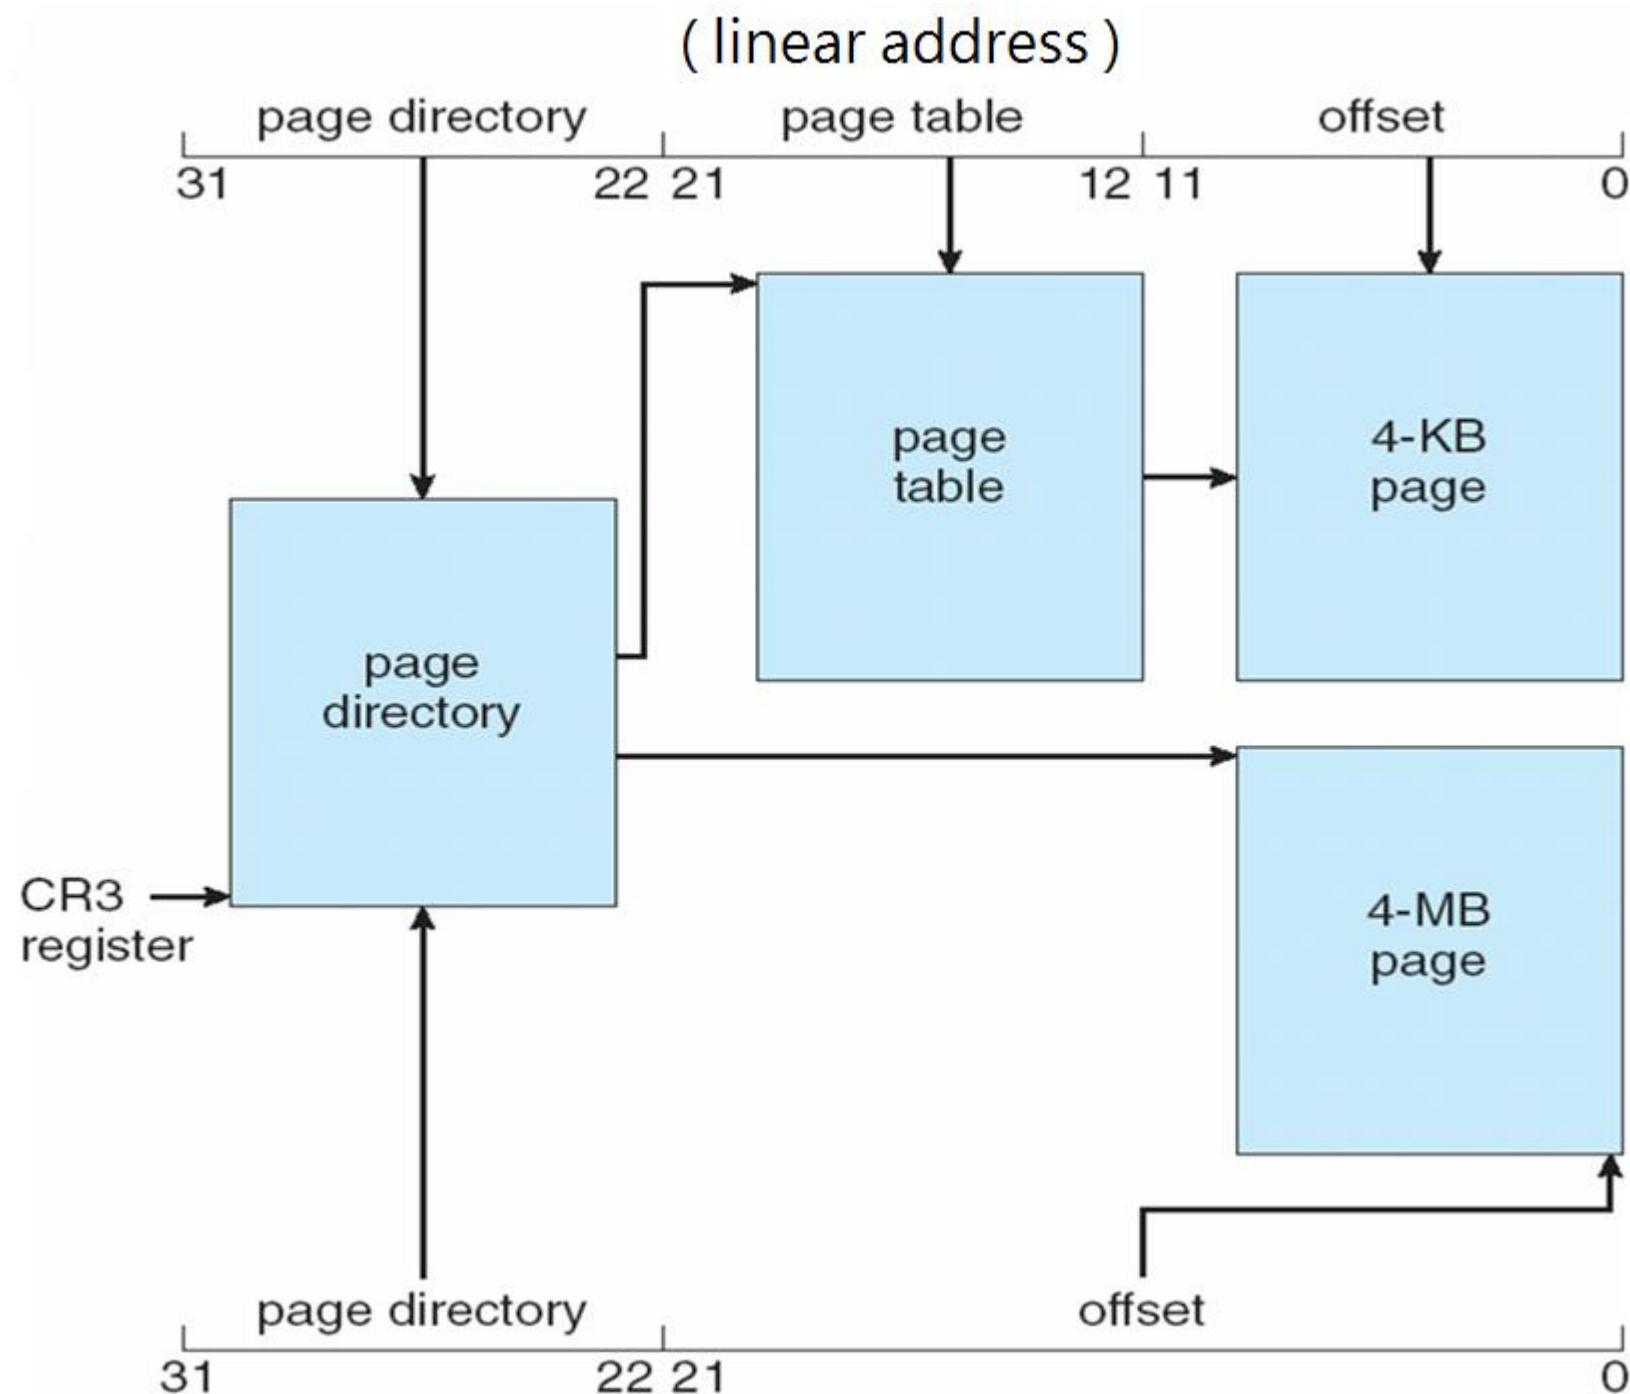 ( linear address )
page directory page table offset
31 22 21 12 11 0
page
table
4-KB
page
page
directory
CR3
register
4-MB
page
page directory offset
31 22 21 0